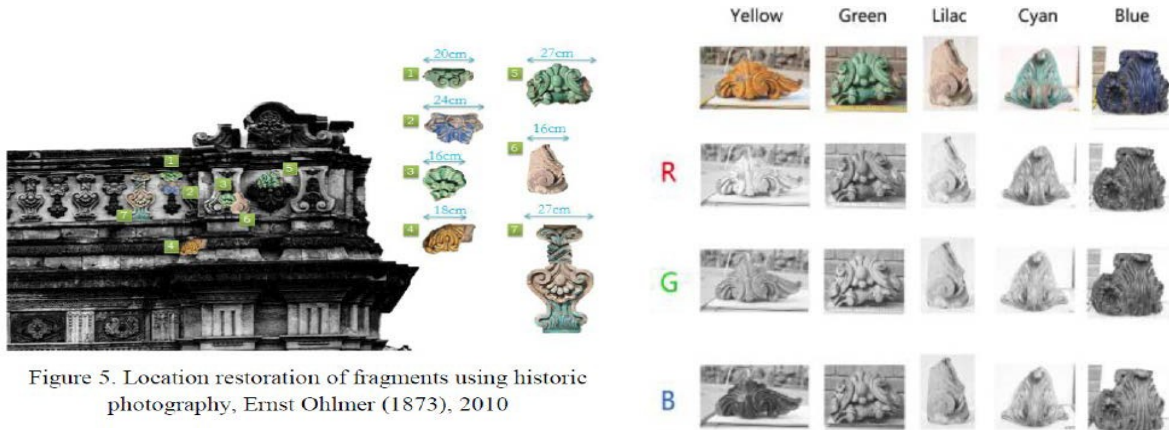 20cm
1
24cm
2
16cm
3
18cm
4
27cm
5
16cm
6
27cm
7
1
2
3
5
6
7
4
Figure 5. Location restoration of fragments using historic
photography, Ernst Ohlmer (1873), 2010
Yellow Green Lilac Cyan Blue
R
G
B